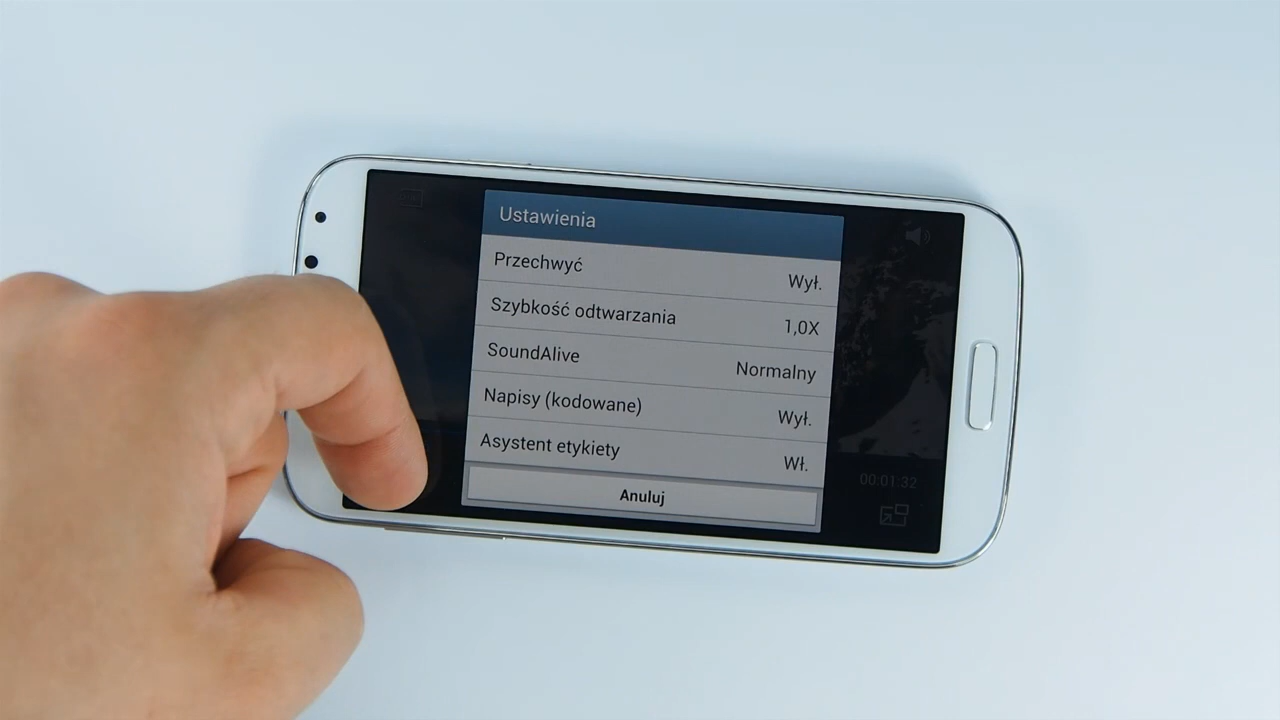 Ustawienia
Przechwyć Wył.
Szybkość odtwarzania 1,0X
SoundAlive Normalny
Napisy (kodowane) Wył.
Asystent etykiety Wł.
Anuluj
00:01:32